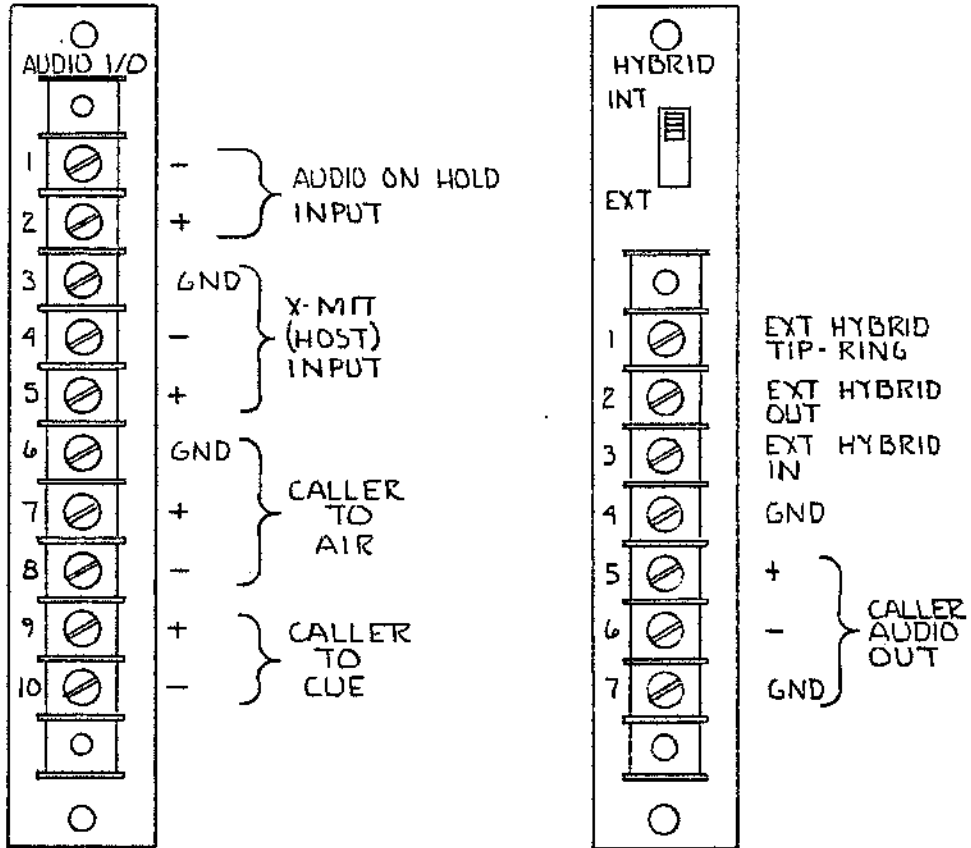 AUDIO I/O
1 -
2 +
AUDIO ON HOLD
INPUT
3 GND
4 -
5 +
X-MIT
(HOST)
INPUT
6 GND
7 +
8 -
CALLER
TO
AIR
9 +
10 -
CALLER
TO
CUE
HYBRID
INT
EXT
1 EXT HYBRID
TIP-RING
2 EXT HYBRID
OUT
3 EXT HYBRID
IN
4 GND
5 +
6 -
7 GND
CALLER
AUDIO
OUT